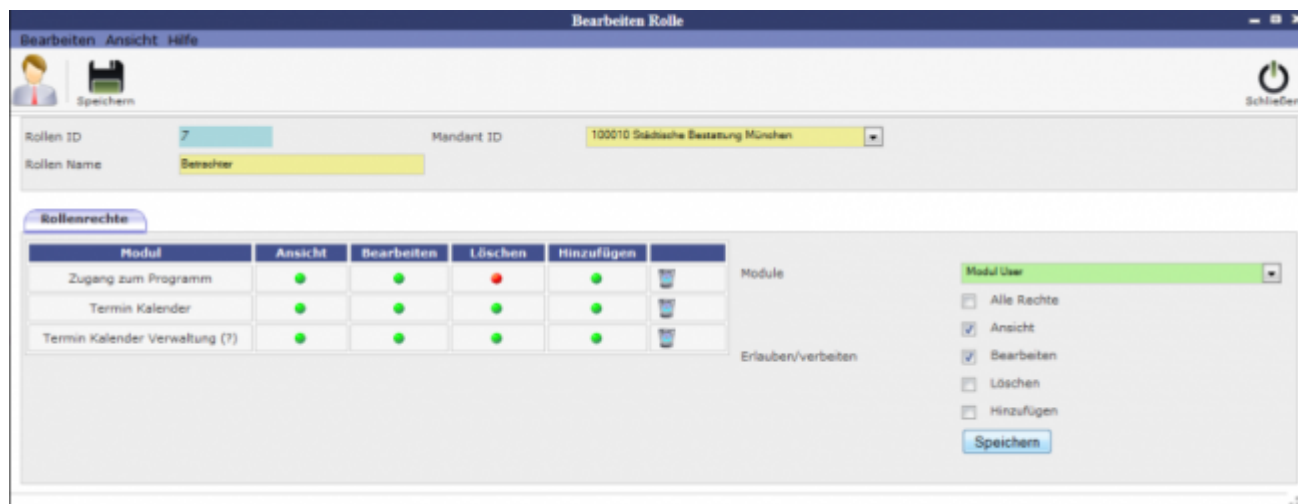 Bearbeiten Rolle
Bearbeiten Ansicht Hilfe
Speichern
Schließen
Rollen ID 7 Mandant ID 100010 Städtische Bestattung München
Rollen Name Betrachter
Rollenrechte
Modul Ansicht Bearbeiten Löschen Hinzufügen
Zugang zum Programm
Termin Kalender
Termin Kalender Verwaltung (?)
Module Modul User
Alle Rechte
Ansicht
Erlauben/verbeiten Bearbeiten
Löschen
Hinzufügen
Speichern